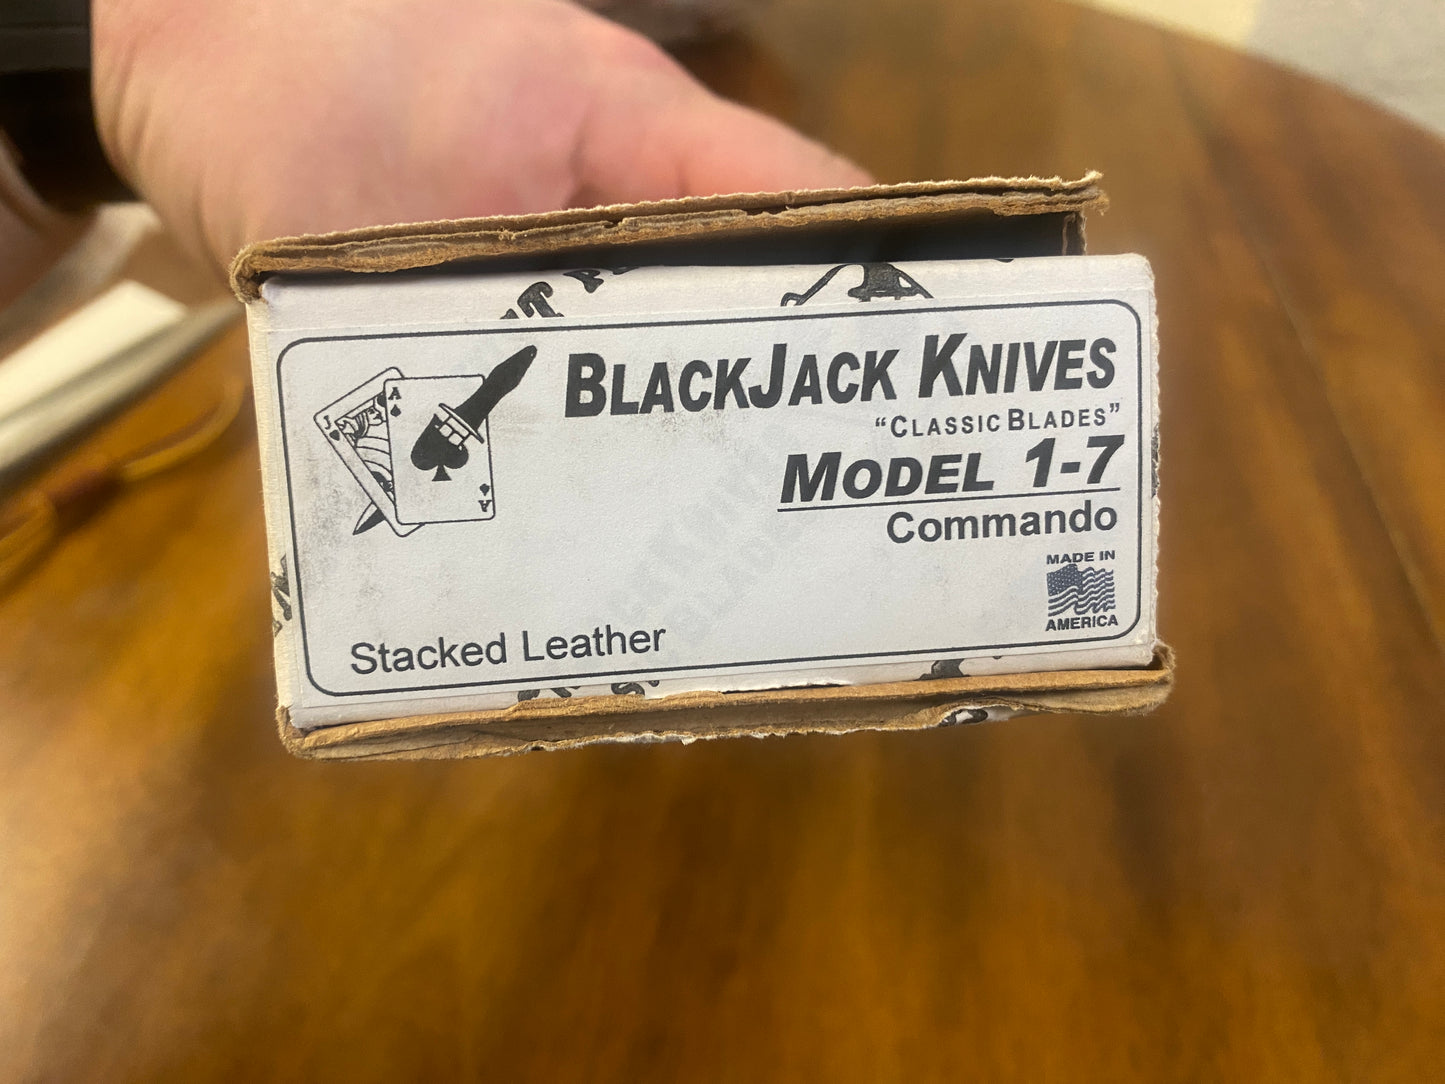 BLACKJACK KNIVES
"CLASSIC BLADES"
MODEL 1-7
Commando
MADE IN
AMERICA
Stacked Leather
J
A
A